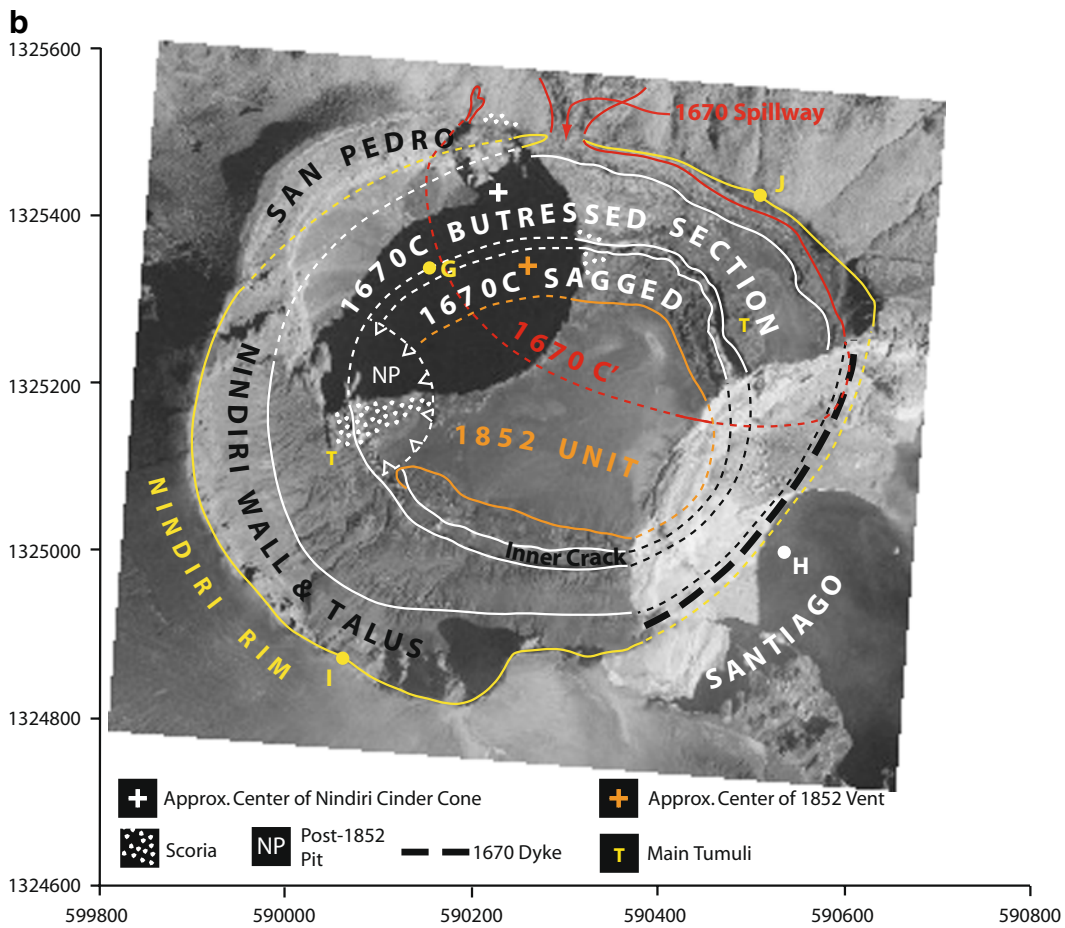 b
1325600
1325400
1325200
1325000
1324800
1324600
599800
590000
590200
590400
590600
590800
1670 Spillway
SAN PEDRO
J
1670C BUTRESSED SECTION
G
1670C SAGGED
T
1670 C'
NP
1852 UNIT
T
NINDIRI WALL & TALUS
NINDIRI RIM
Inner Crack
H
SANTIAGO
I
Approx. Center of Nindiri Cinder Cone
Approx. Center of 1852 Vent
Scoria
NP
Post-1852
Pit
1670 Dyke
T
Main Tumuli